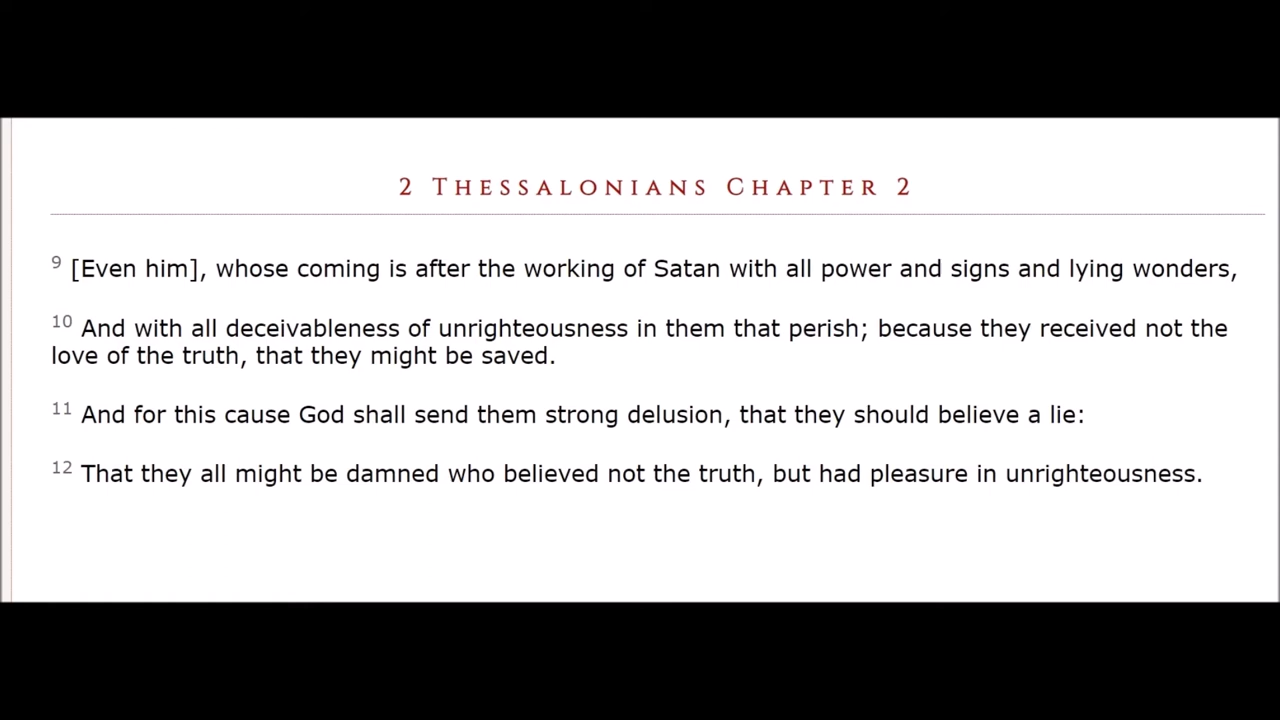 2 Thessalonians Chapter 2
9 [Even him], whose coming is after the working of Satan with all power and signs and lying wonders,
10 And with all deceivableness of unrighteousness in them that perish; because they received not the
love of the truth, that they might be saved.
11 And for this cause God shall send them strong delusion, that they should believe a lie:
12 That they all might be damned who believed not the truth, but had pleasure in unrighteousness.